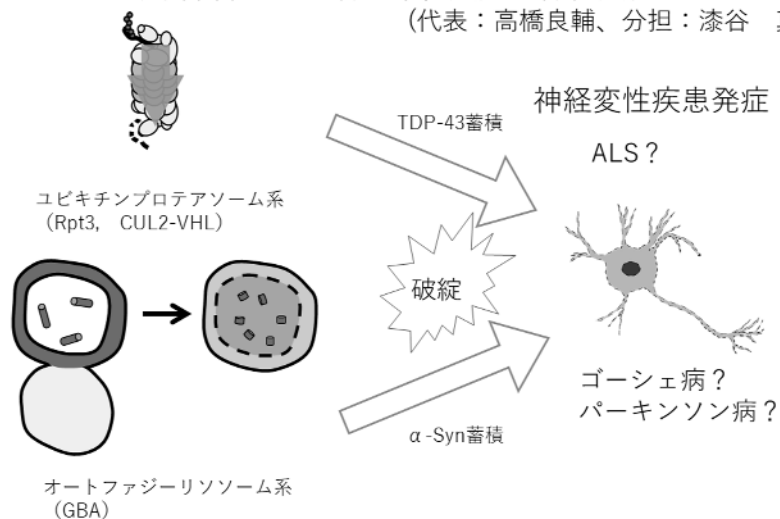 (代表：高橋良輔、分担：漆谷
神経変性疾患発症
TDP-43蓄積
ALS？
ユビキチンプロテアソーム系
（Rpt3, CUL2-VHL）
破綻
ゴーシェ病？
パーキンソン病？
α-Syn蓄積
オートファジーリソソーム系
（GBA）